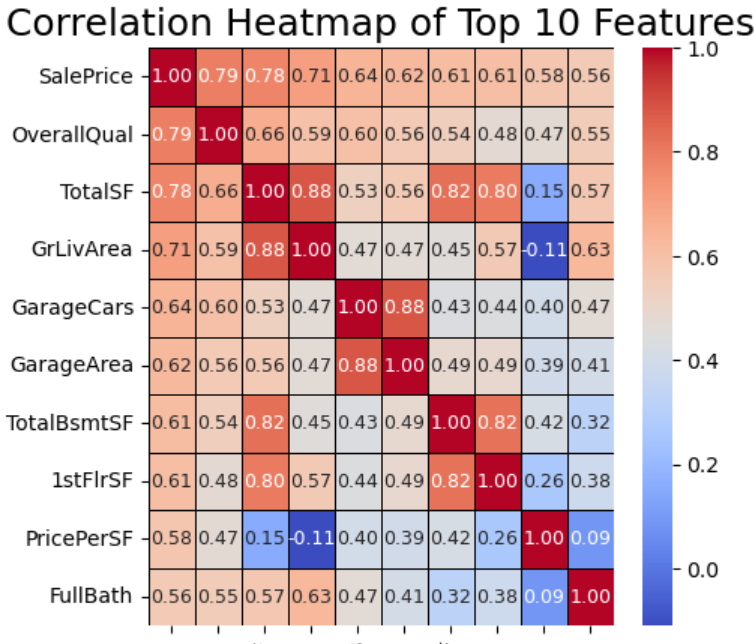 Correlation Heatmap of Top 10 Features
SalePrice 1.00 0.79 0.78 0.71 0.64 0.62 0.61 0.61 0.58 0.56
OverallQual 0.79 1.00 0.66 0.59 0.60 0.56 0.54 0.48 0.47 0.55
TotalSF 0.78 0.66 1.00 0.88 0.53 0.56 0.82 0.80 0.15 0.57
GrLivArea 0.71 0.59 0.88 1.00 0.47 0.47 0.45 0.57 -0.11 0.63
GarageCars 0.64 0.60 0.53 0.47 1.00 0.88 0.43 0.44 0.40 0.47
GarageArea 0.62 0.56 0.56 0.47 0.88 1.00 0.49 0.49 0.39 0.41
TotalBsmtSF 0.61 0.54 0.82 0.45 0.43 0.49 1.00 0.82 0.42 0.32
1stFlrSF 0.61 0.48 0.80 0.57 0.44 0.49 0.82 1.00 0.26 0.38
PricePerSF 0.58 0.47 0.15 -0.11 0.40 0.39 0.42 0.26 1.00 0.09
FullBath 0.56 0.55 0.57 0.63 0.47 0.41 0.32 0.38 0.09 1.00
1.0
0.8
0.6
0.4
0.2
0.0